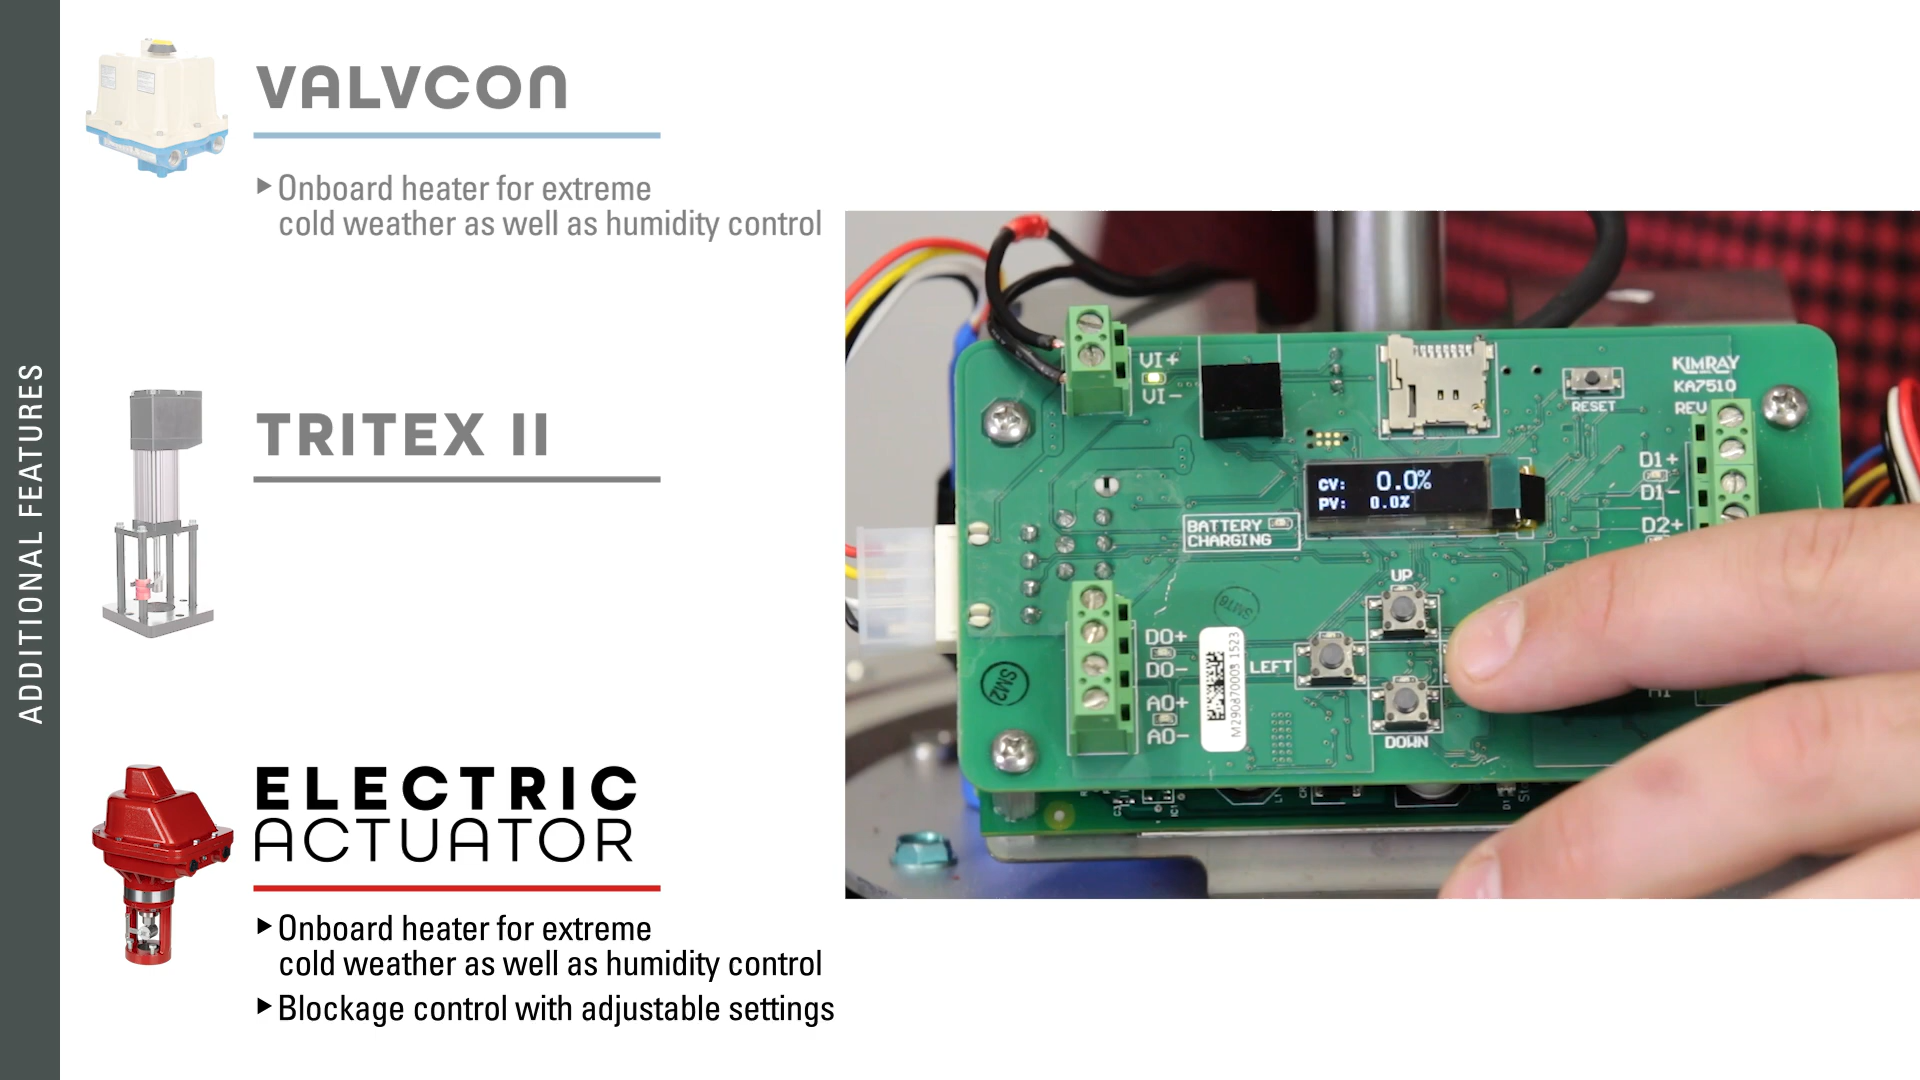 ADDITIONAL FEATURES
VALVCON
Onboard heater for extreme
cold weather as well as humidity control
TRITEX II
ELECTRIC
ACTUATOR
Onboard heater for extreme
cold weather as well as humidity control
Blockage control with adjustable settings
VI+
VI-
KIMRAY
KA7510
REV
RESET
CV: 0.0%
PV: 0.0%
D1+
D1-
D2+
BATTERY
CHARGING
UP
LEFT
DOWN
DO+
DO-
AO+
AO-
SM2